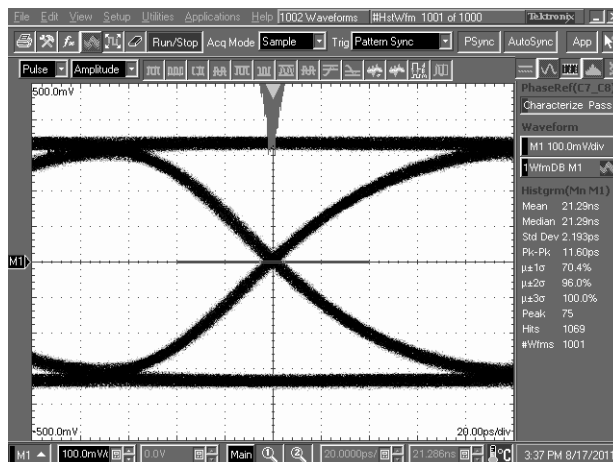 File Edit View Setup Utilities Applications Help 1002 Waveforms #HstWfm 1001 of 1000 Tektronix
Run/Stop Acq Mode Sample Trig Pattern Sync PSync AutoSync App
Pulse Amplitude
500.0mV
PhaseRef(C7_C8)
Characterize Pass
Waveform
M1 100.0mV/div
1WfmDB M1
Histgrm(Mn M1)
Mean 21.29ns
Median 21.29ns
Std Dev 2.193ps
Pk-Pk 11.60ps
µ±1σ 70.4%
µ±2σ 96.0%
µ±3σ 100.0%
Peak 75
Hits 1069
#Wfms 1001
M1
-500.0mV 20.00ps/div
M1 100.0mV/ 0.0V Main 1 2 20.0000ps/ 21.286ns °C 3:37 PM 8/17/201